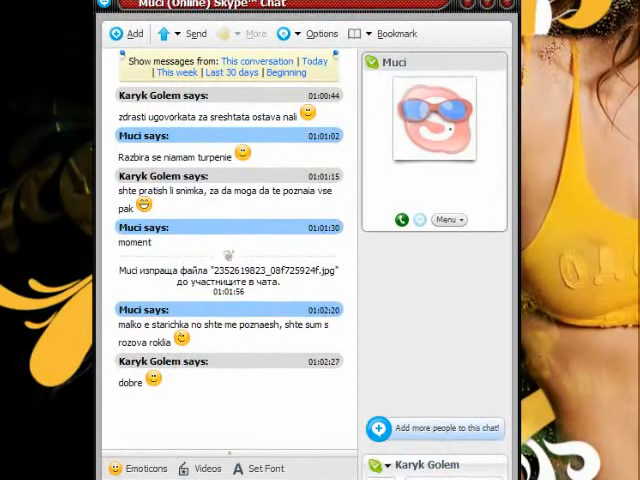 Muci (Online) Skype™ Chat
Add Send More Options Bookmark
Show messages from: This conversation | Today
| This week | Last 30 days | Beginning
Karyk Golem says: 01:00:44
zdrasti ugovorkata za sreshtata ostava nali
Muci says: 01:01:02
Razbira se niamam turpenie
Karyk Golem says: 01:01:15
shte pratish li snimka, za da moga da te poznaia vse
pak
Muci says: 01:01:30
moment
Muci изпраща файла "2352619823_08f725924f.jpg"
до участниците в чата.
01:01:56
Muci says: 01:02:20
malko e starichka no shte me poznaesh, shte sum s
rozova roklia
Karyk Golem says: 01:02:27
dobre
Emoticons Videos Set Font
Muci
Menu
Add more people to this chat!
Karyk Golem